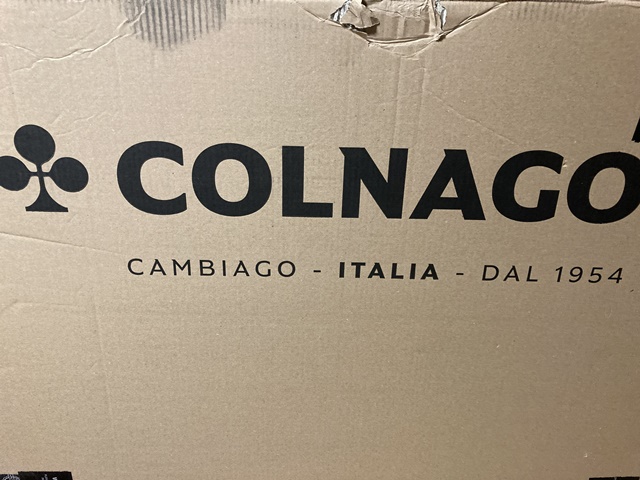 COLNAGO
CAMBIAGO - ITALIA - DAL 1954